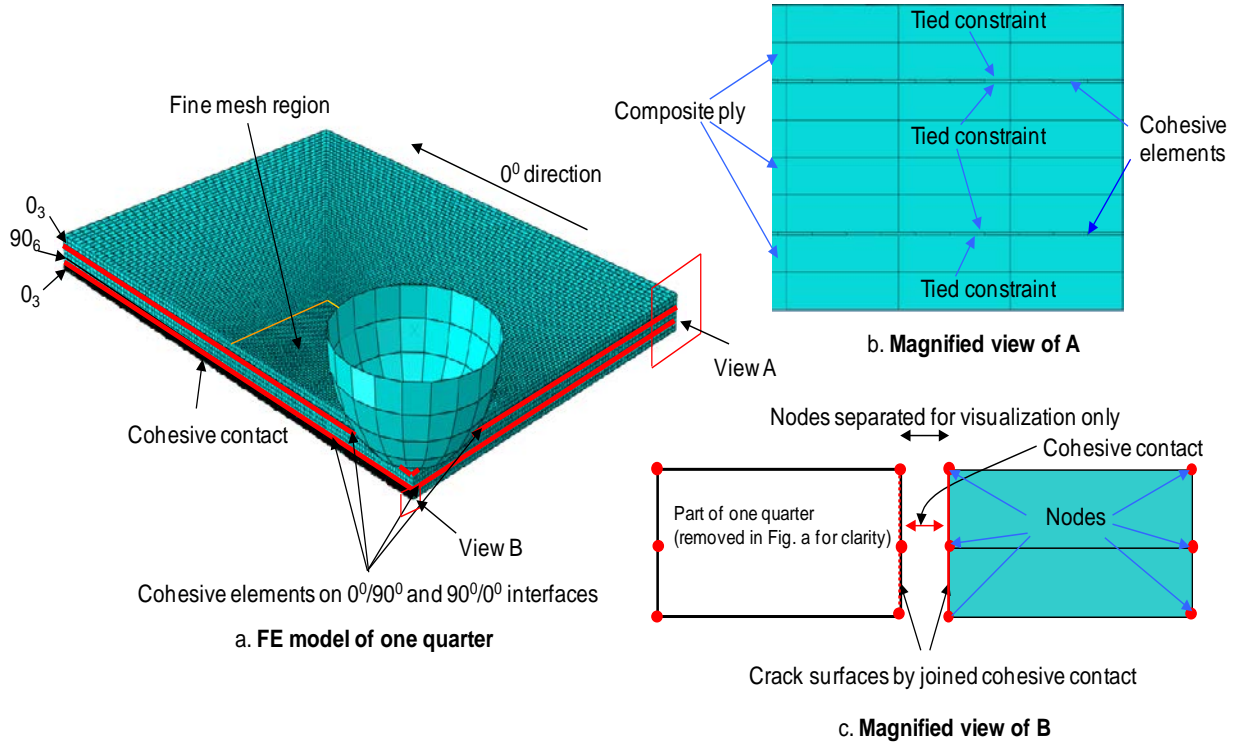 Fine mesh region
0⁰ direction
0₃
90₆
0₃
Cohesive contact
View A
View B
Cohesive elements on 0⁰/90⁰ and 90⁰/0⁰ interfaces
a. FE model of one quarter
Tied constraint
Composite ply
Tied constraint
Cohesive
elements
Tied constraint
b. Magnified view of A
Nodes separated for visualization only
Cohesive contact
Part of one quarter
(removed in Fig. a for clarity)
Nodes
Crack surfaces by joined cohesive contact
c. Magnified view of B